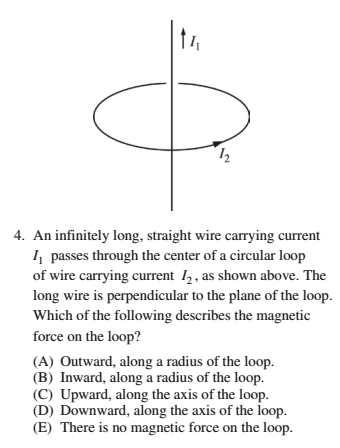 I₁
I₂
4. An infinitely long, straight wire carrying current
I₁ passes through the center of a circular loop
of wire carrying current I₂, as shown above. The
long wire is perpendicular to the plane of the loop.
Which of the following describes the magnetic
force on the loop?
(A) Outward, along a radius of the loop.
(B) Inward, along a radius of the loop.
(C) Upward, along the axis of the loop.
(D) Downward, along the axis of the loop.
(E) There is no magnetic force on the loop.